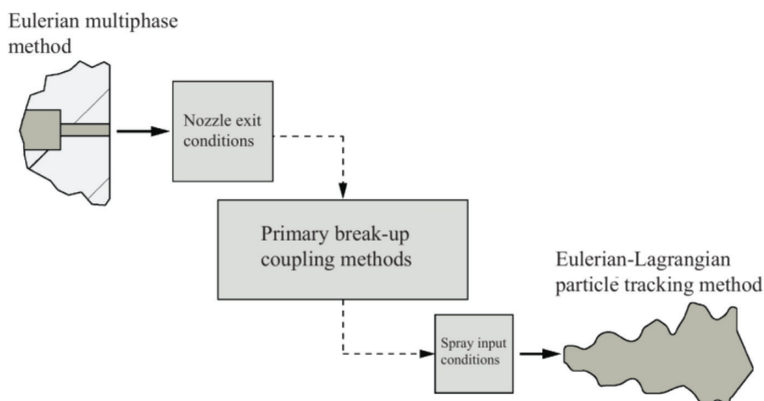 Eulerian multiphase
method
Nozzle exit
conditions
Primary break-up
coupling methods
Eulerian-Lagrangian
particle tracking method
Spray input
conditions